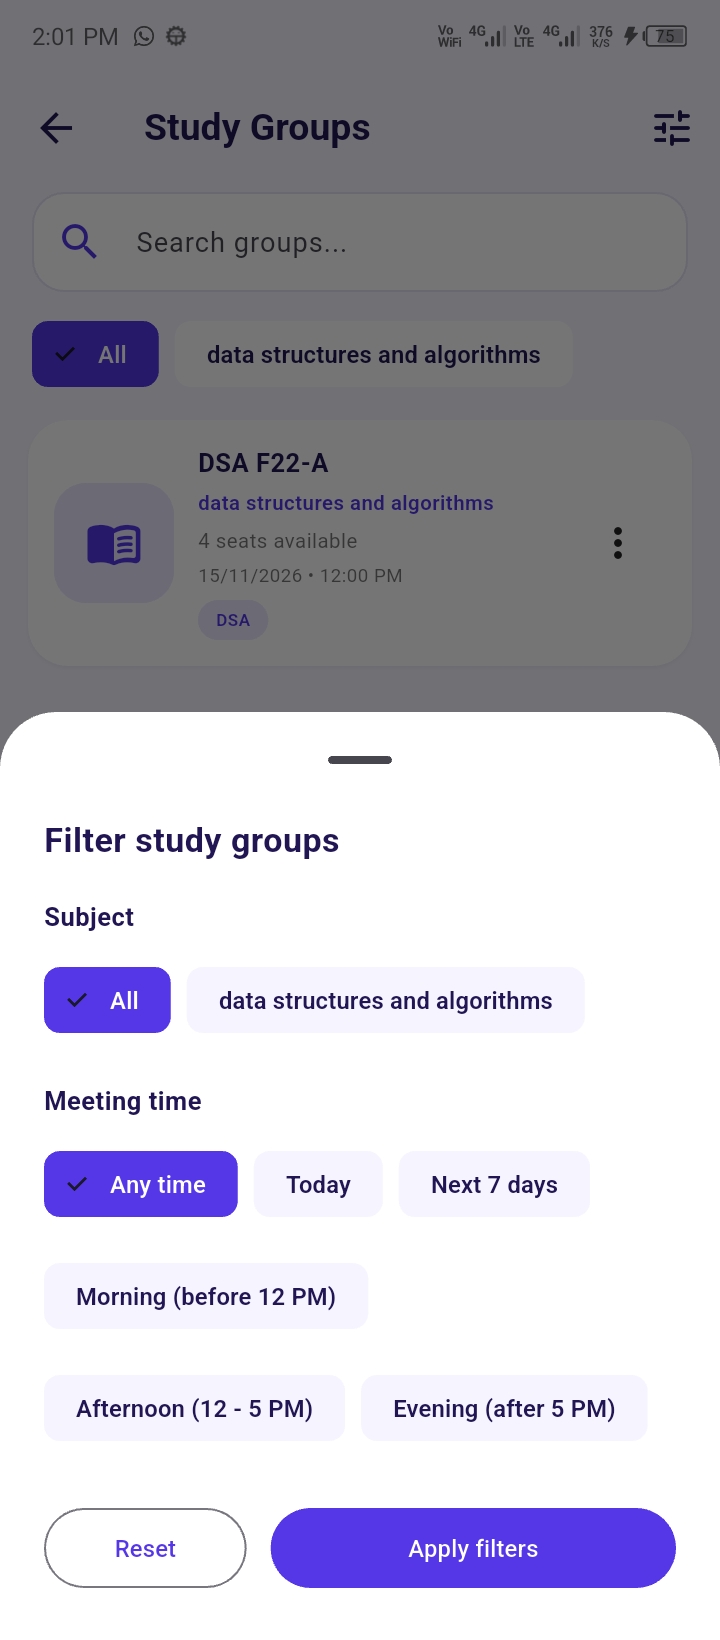 2:01 PM Vo WiFi 4G Vo LTE 4G 376 K/S 75
Study Groups
Search groups...
All data structures and algorithms
DSA F22-A
data structures and algorithms
4 seats available
15/11/2026 • 12:00 PM
DSA
Filter study groups
Subject
All data structures and algorithms
Meeting time
Any time Today Next 7 days
Morning (before 12 PM)
Afternoon (12 - 5 PM) Evening (after 5 PM)
Reset Apply filters